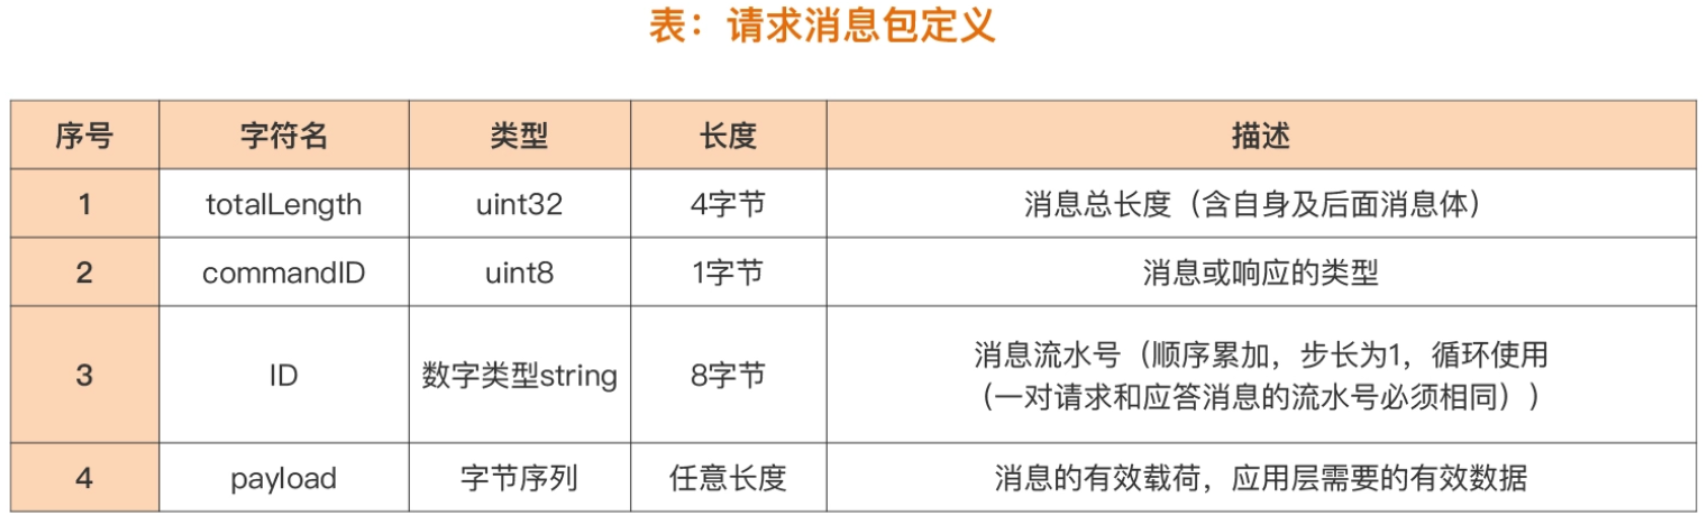 表：请求消息包定义
序号 字符名 类型 长度 描述
1 totalLength uint32 4字节 消息总长度（含自身及后面消息体）
2 commandID uint8 1字节 消息或响应的类型
3 ID 数字类型string 8字节 消息流水号（顺序累加，步长为1，循环使用
（一对请求和应答消息的流水号必须相同））
4 payload 字节序列 任意长度 消息的有效载荷，应用层需要的有效数据